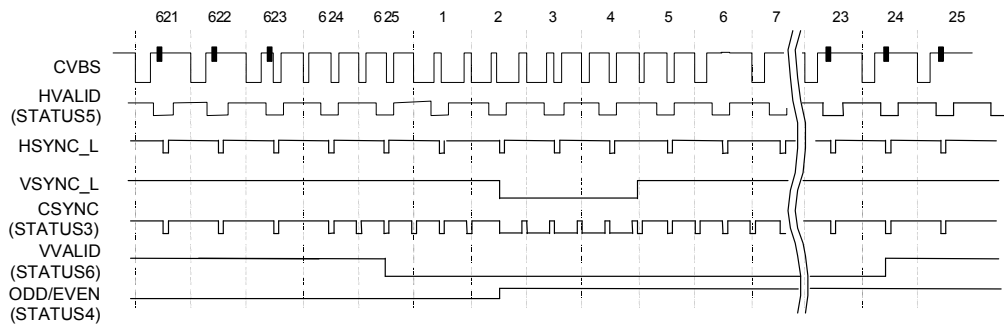 621 622 623 624 625 1 2 3 4 5 6 7 23 24 25
CVBS
HVALID
(STATUS5)
HSYNC_L
VSYNC_L
CSYNC
(STATUS3)
VVALID
(STATUS6)
ODD/EVEN
(STATUS4)